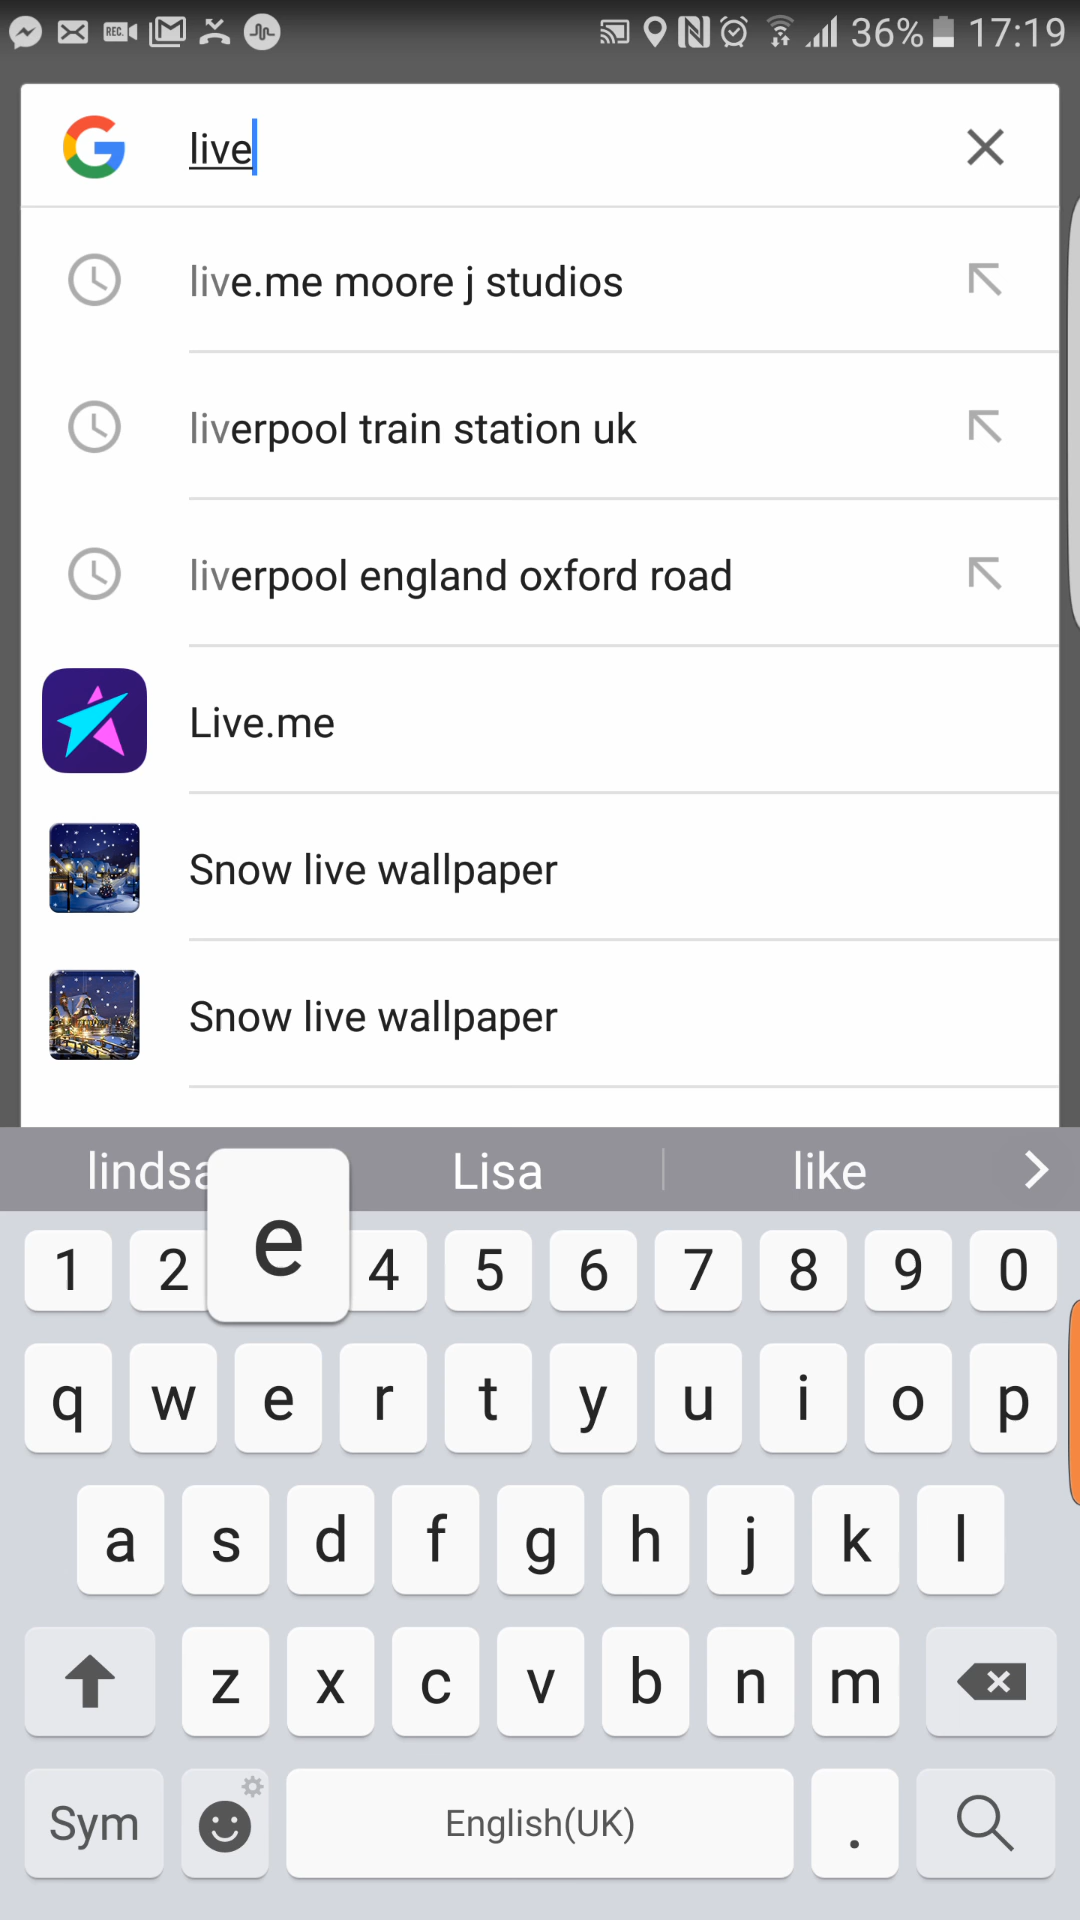 REC. 36% 17:19
live
live.me moore j studios
liverpool train station uk
liverpool england oxford road
Live.me
Snow live wallpaper
Snow live wallpaper
lindsa Lisa like
e
1 2 4 5 6 7 8 9 0
q w e r t y u i o p
a s d f g h j k l
z x c v b n m
Sym English(UK) .